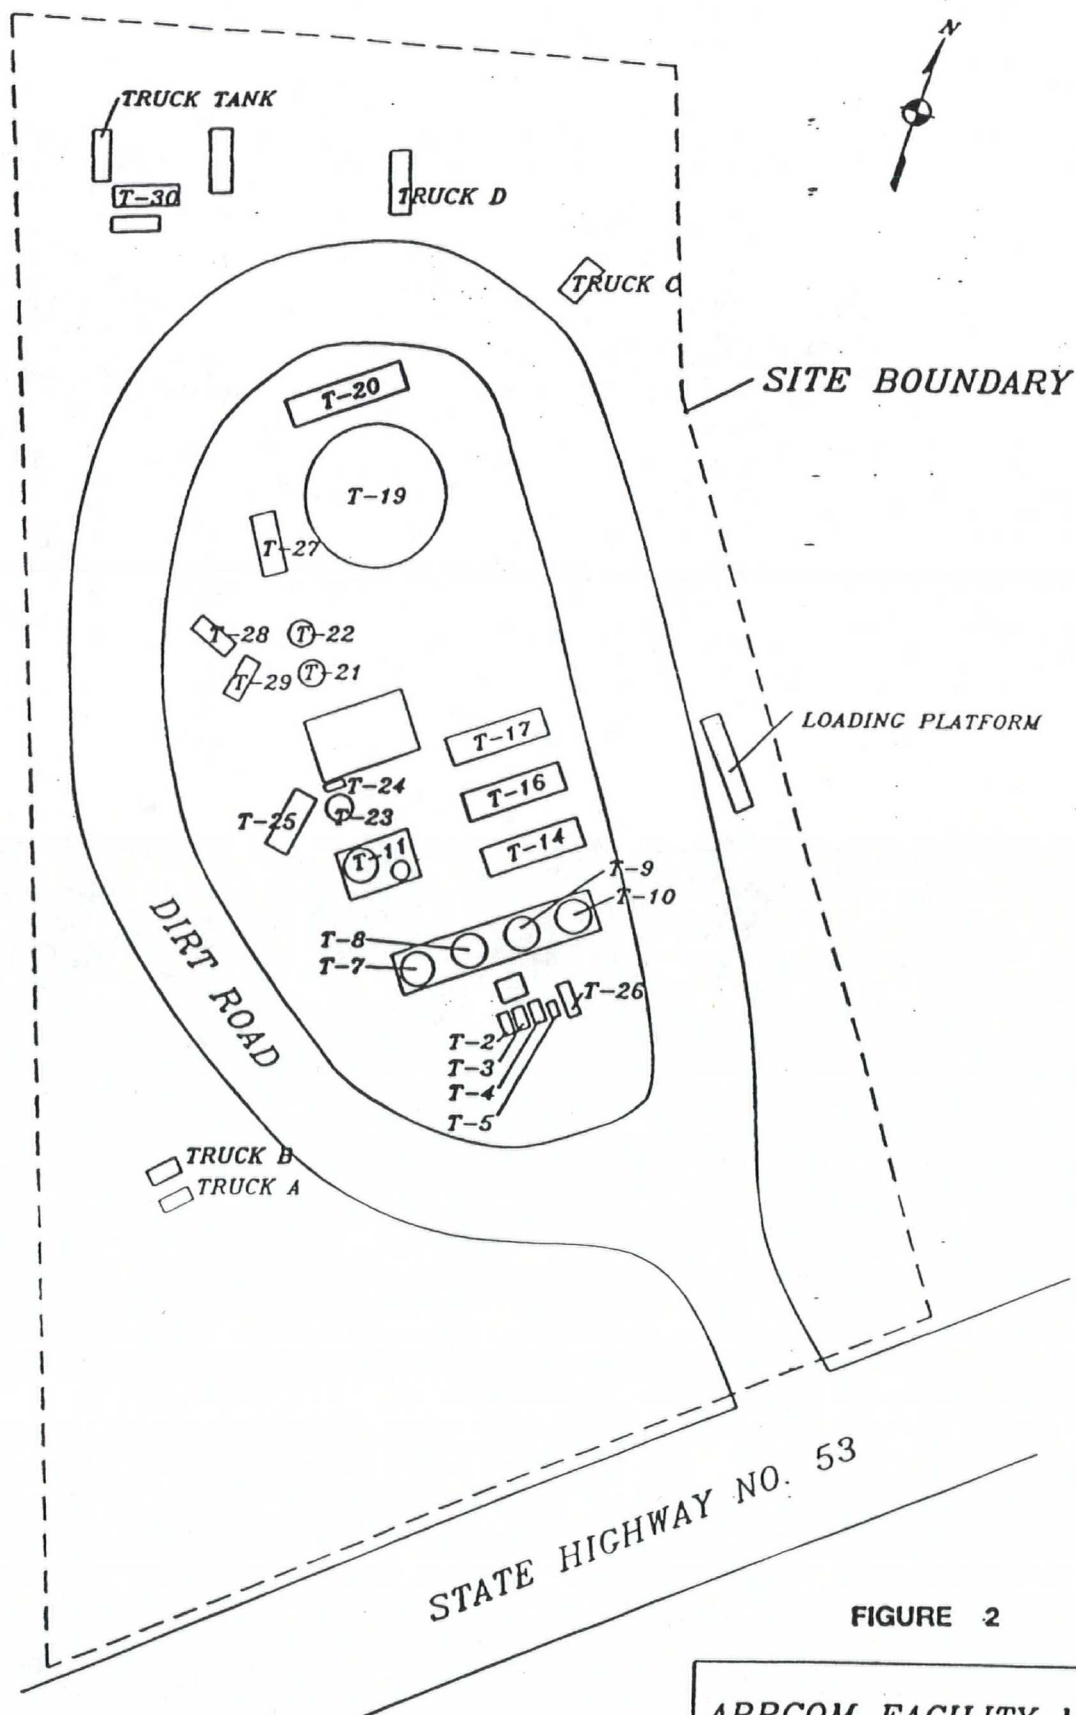 N
TRUCK TANK
T-30
TRUCK D
TRUCK C
SITE BOUNDARY
T-20
T-19
T-27
T-28
T-22
T-29
T-21
LOADING PLATFORM
T-17
T-24
T-16
T-25
T-23
T-14
T-11
T-9
T-10
T-8
T-7
DIRT ROAD
T-26
T-2
T-3
T-4
T-5
TRUCK B
TRUCK A
STATE HIGHWAY NO. 53
FIGURE 2
ARRCOM FACILITY